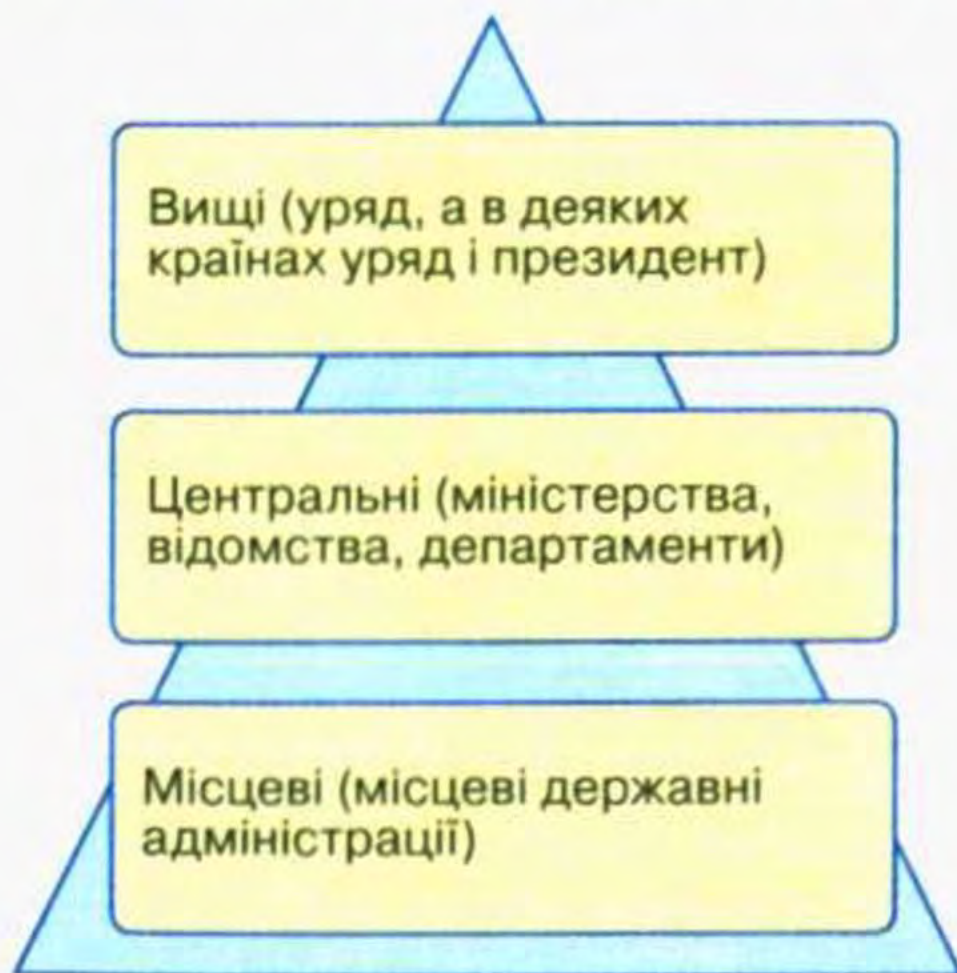 Вищі (уряд, а в деяких
країнах уряд і президент)
Центральні (міністерства,
відомства, департаменти)
Місцеві (місцеві державні
адміністрації)